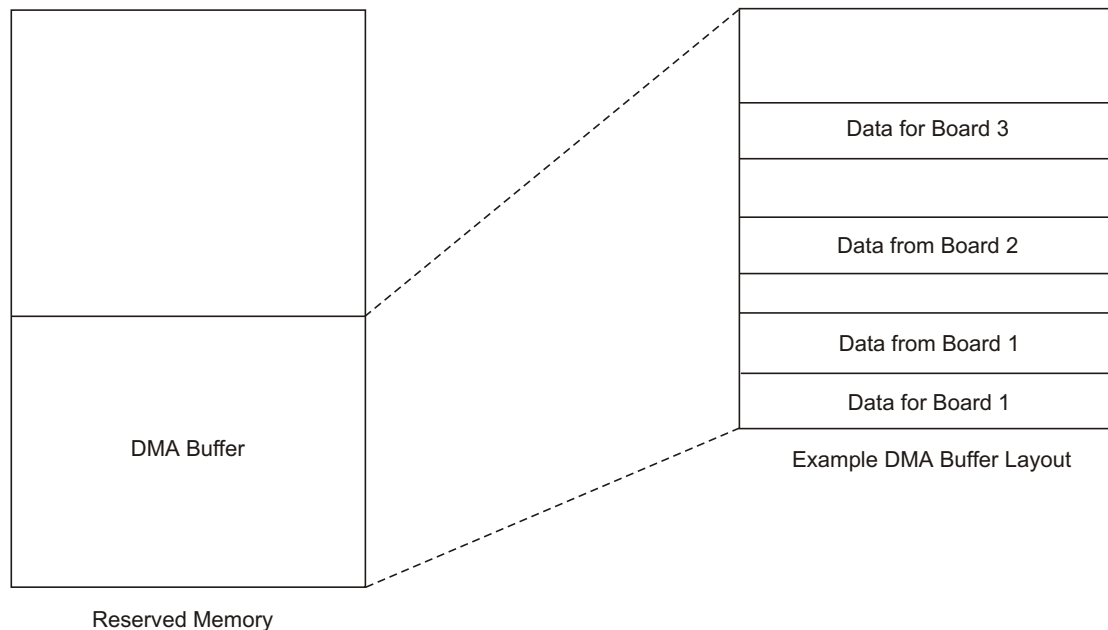 DMA Buffer
Reserved Memory
Data for Board 3
Data from Board 2
Data from Board 1
Data for Board 1
Example DMA Buffer Layout